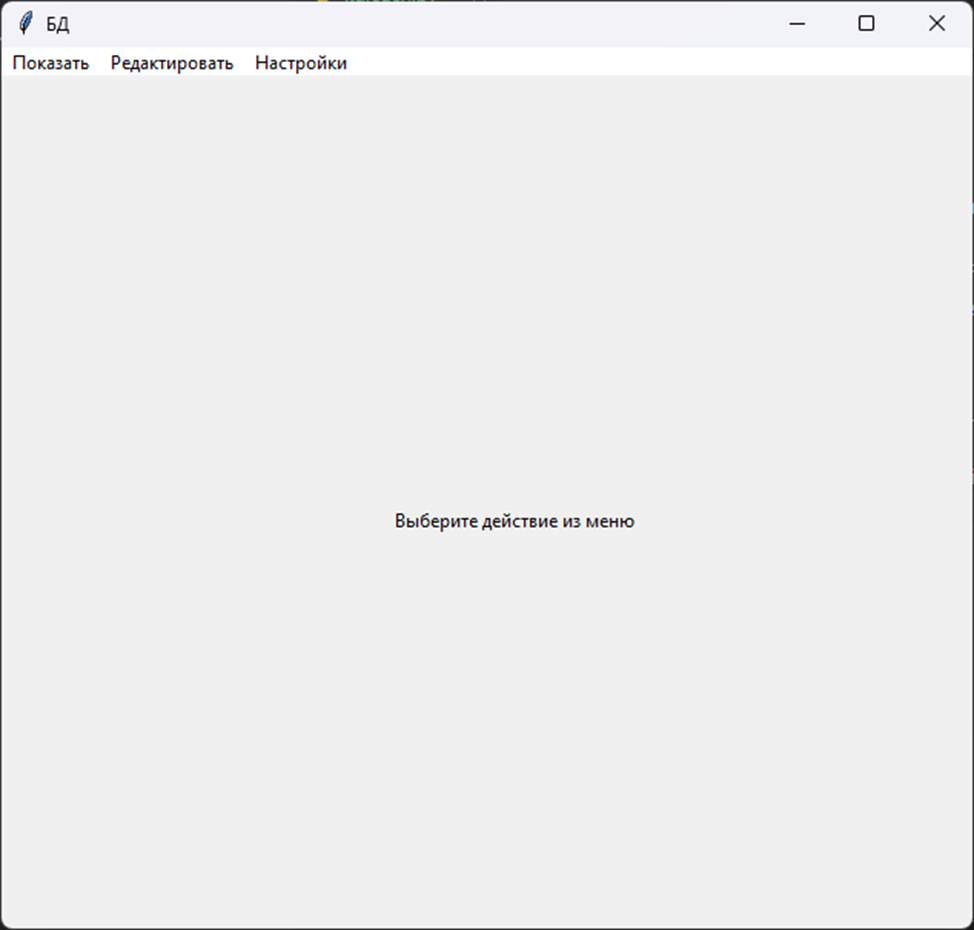 БД
Показать Редактировать Настройки
Выберите действие из меню